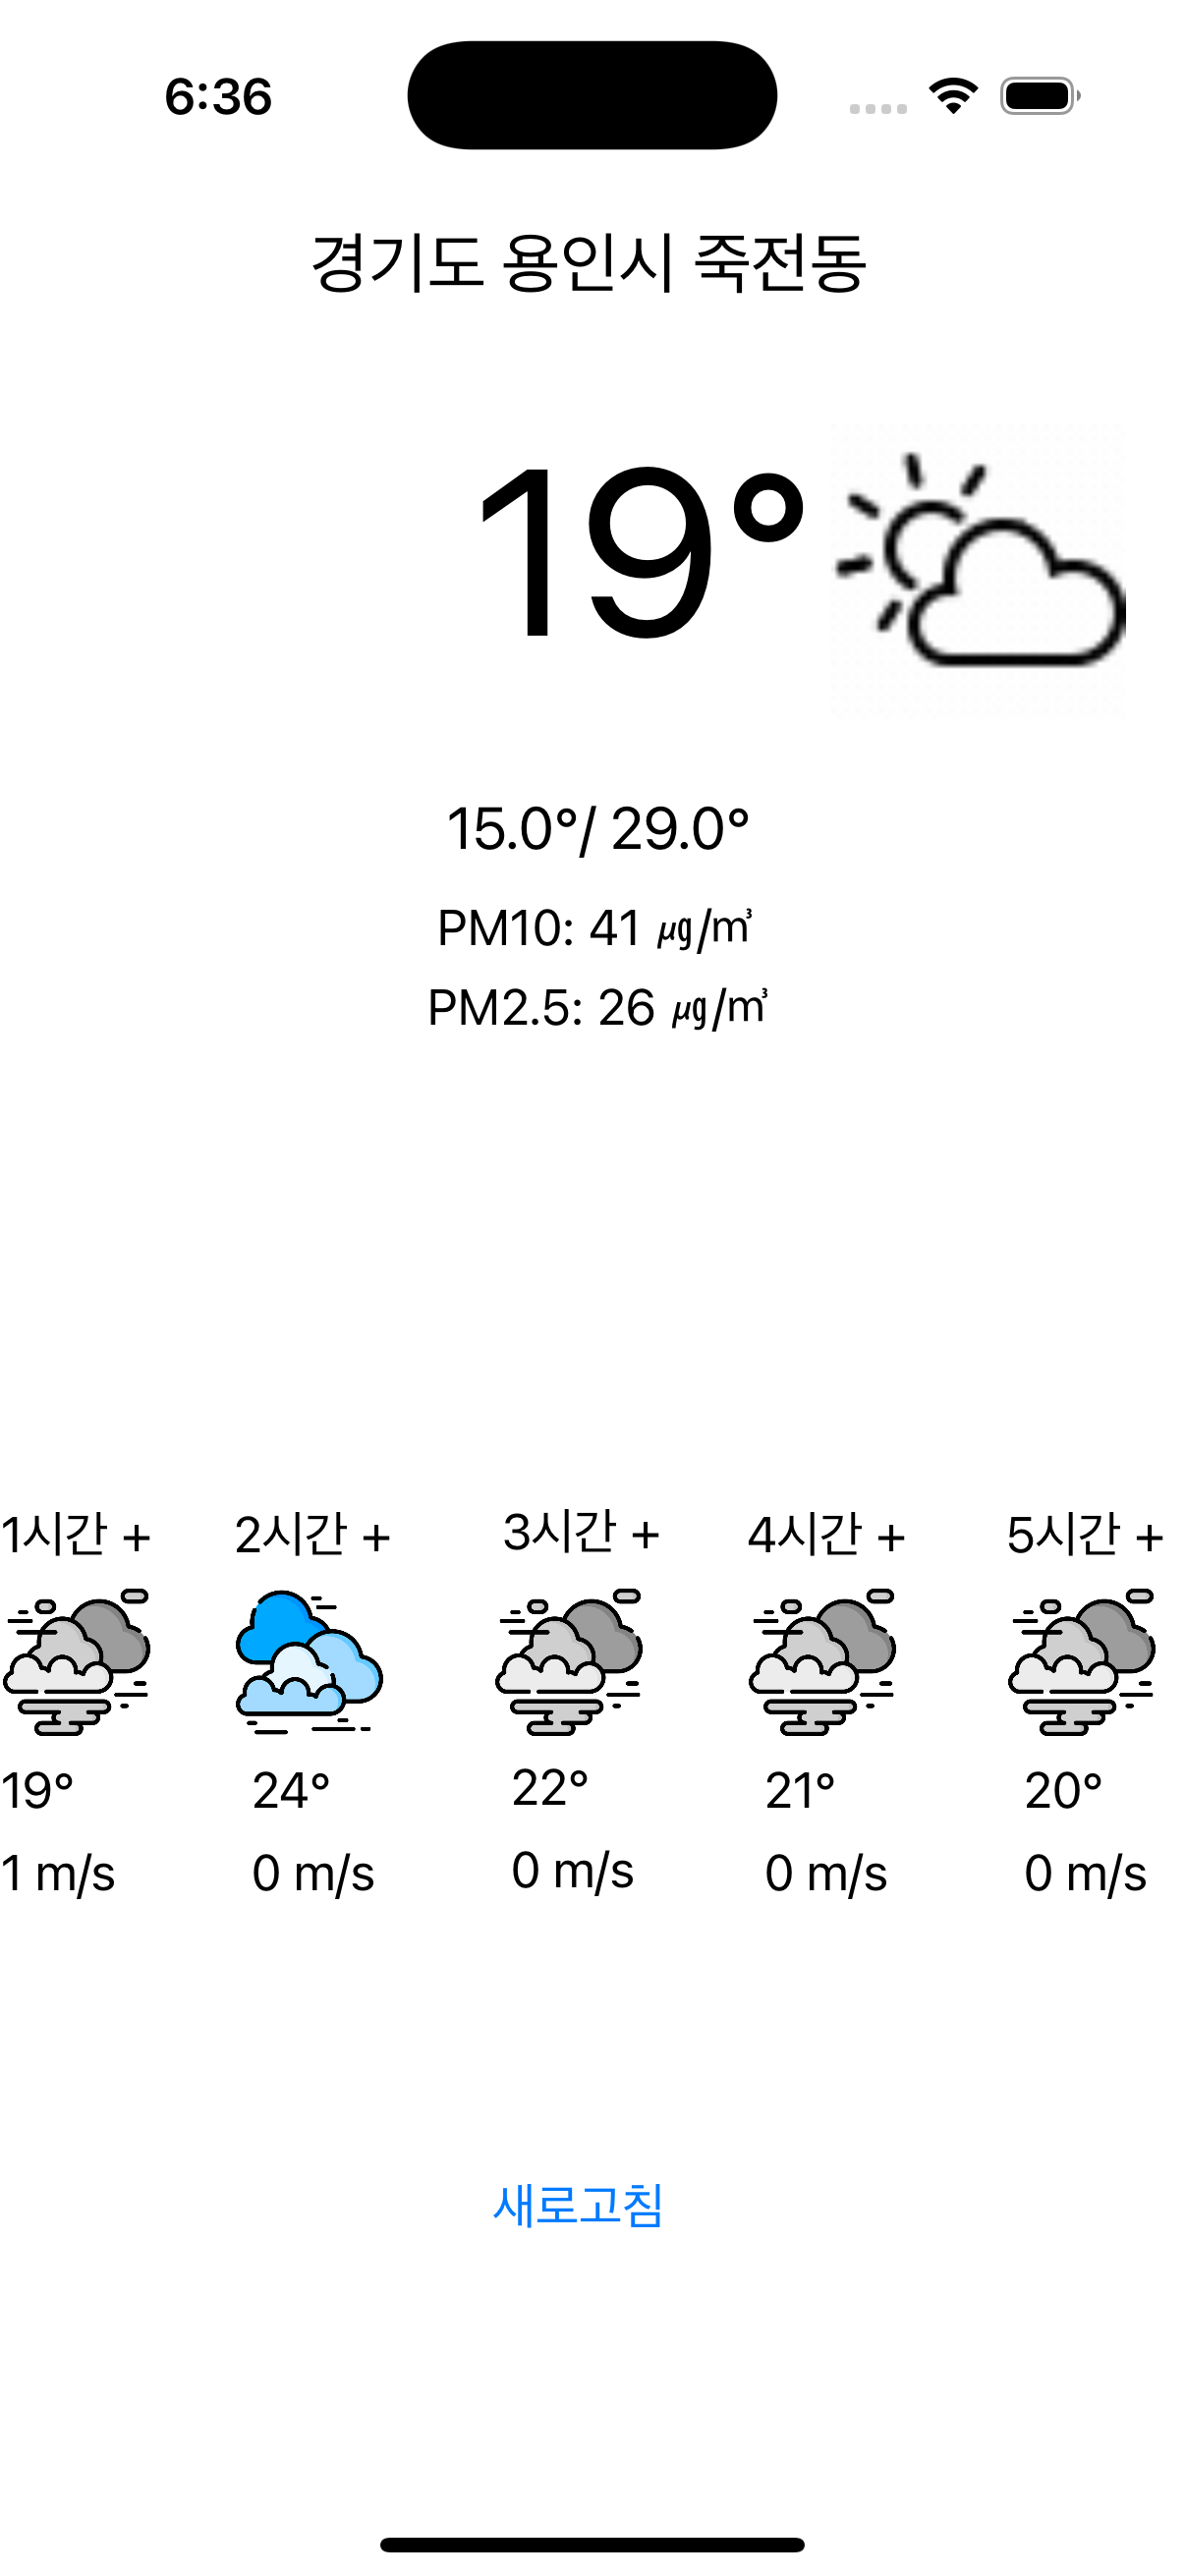 6:36
경기도 용인시 죽전동
19°
15.0°/ 29.0°
PM10: 41 ㎍/㎥
PM2.5: 26 ㎍/㎥
1시간 + 2시간 + 3시간 + 4시간 + 5시간 +
19° 24° 22° 21° 20°
1 m/s 0 m/s 0 m/s 0 m/s 0 m/s
새로고침